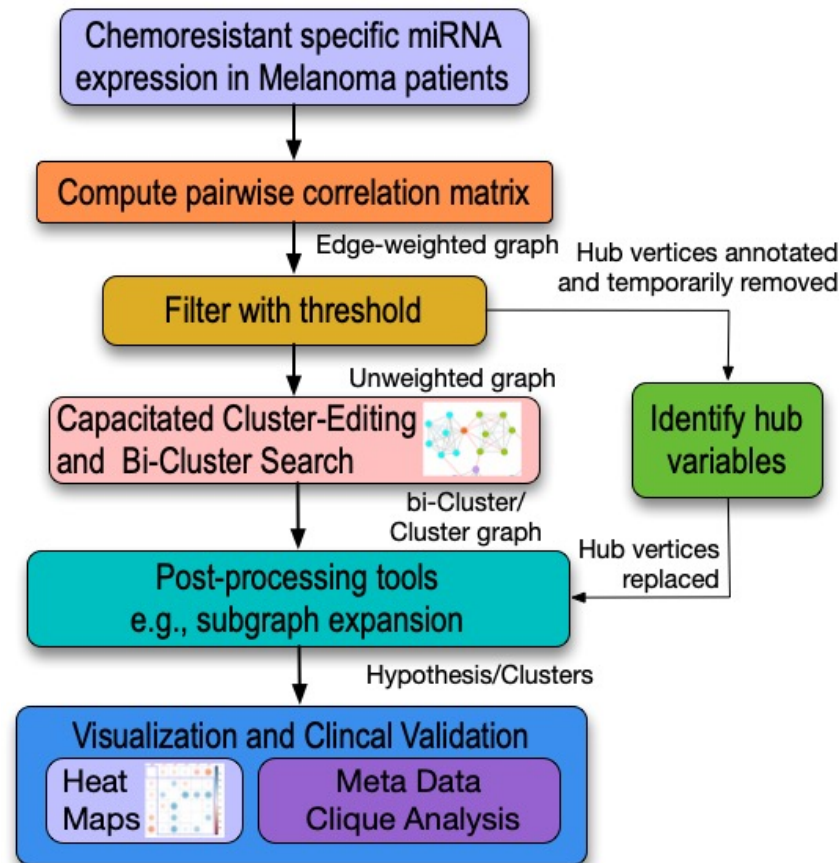 Chemoresistant specific miRNA
expression in Melanoma patients
Compute pairwise correlation matrix
Edge-weighted graph
Hub vertices annotated
and temporarily removed
Filter with threshold
Unweighted graph
Capacitated Cluster-Editing
and Bi-Cluster Search
Identify hub
variables
bi-Cluster/
Cluster graph
Hub vertices
replaced
Post-processing tools
e.g., subgraph expansion
Hypothesis/Clusters
Visualization and Clincal Validation
Heat
Maps
Meta Data
Clique Analysis